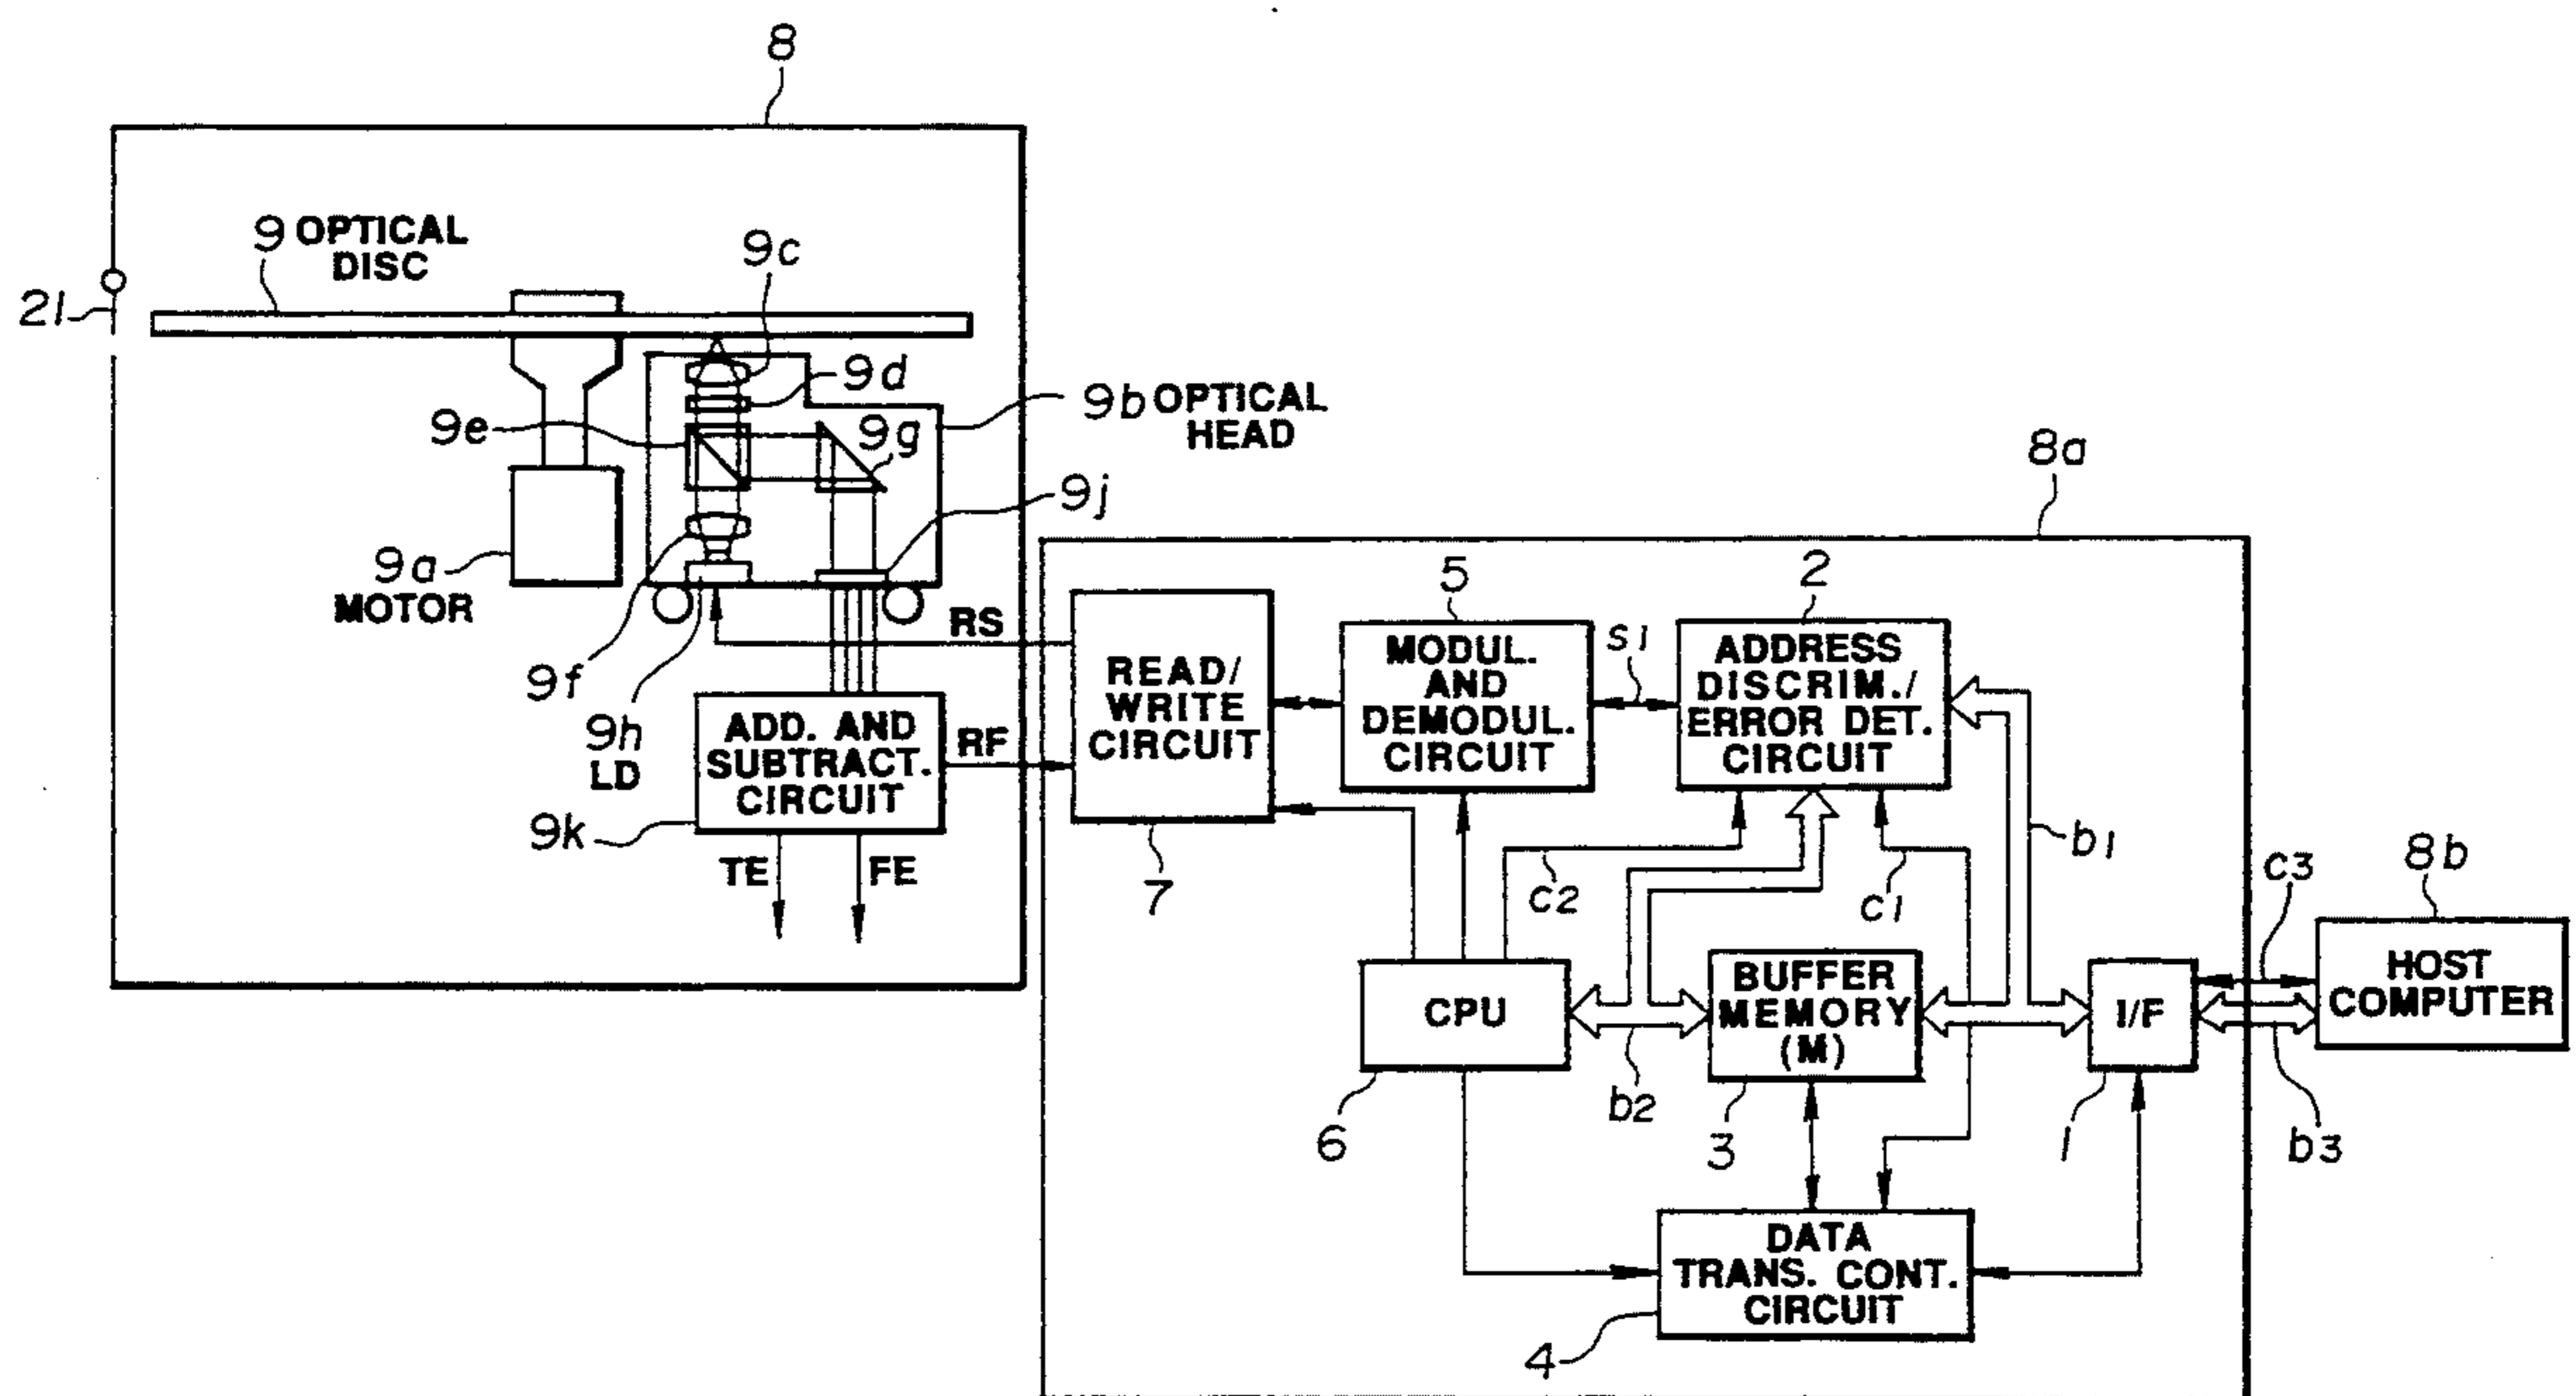 8
9 OPTICAL
DISC
9c
21
9d
9b OPTICAL
HEAD
9e
9g
9j
9a
MOTOR
9f
9h
LD
RS
RF
ADD. AND
SUBTRACT.
CIRCUIT
9k
TE
FE
8a
READ/
WRITE
CIRCUIT
7
5
MODUL.
AND
DEMODUL.
CIRCUIT
s1
2
ADDRESS
DISCRIM./
ERROR DET.
CIRCUIT
b1
c2
c1
CPU
6
b2
BUFFER
MEMORY
(M)
3
I/F
1
c3
8b
HOST
COMPUTER
b3
DATA
TRANS. CONT.
CIRCUIT
4